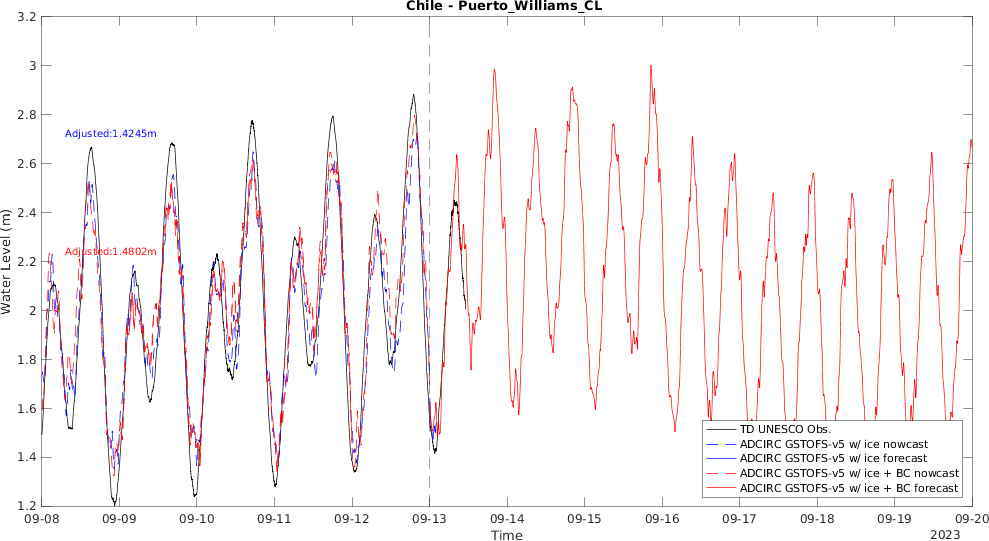 Chile - Puerto_Williams_CL
Water Level (m)
3.2
3
2.8
2.6
2.4
2.2
2
1.8
1.6
1.4
1.2
Adjusted:1.4245m
Adjusted:1.4802m
TD UNESCO Obs.
ADCIRC GSTOFS-v5 w/ ice nowcast
ADCIRC GSTOFS-v5 w/ ice forecast
ADCIRC GSTOFS-v5 w/ ice + BC nowcast
ADCIRC GSTOFS-v5 w/ ice + BC forecast
09-08 09-09 09-10 09-11 09-12 09-13 09-14 09-15 09-16 09-17 09-18 09-19 09-20
Time
2023